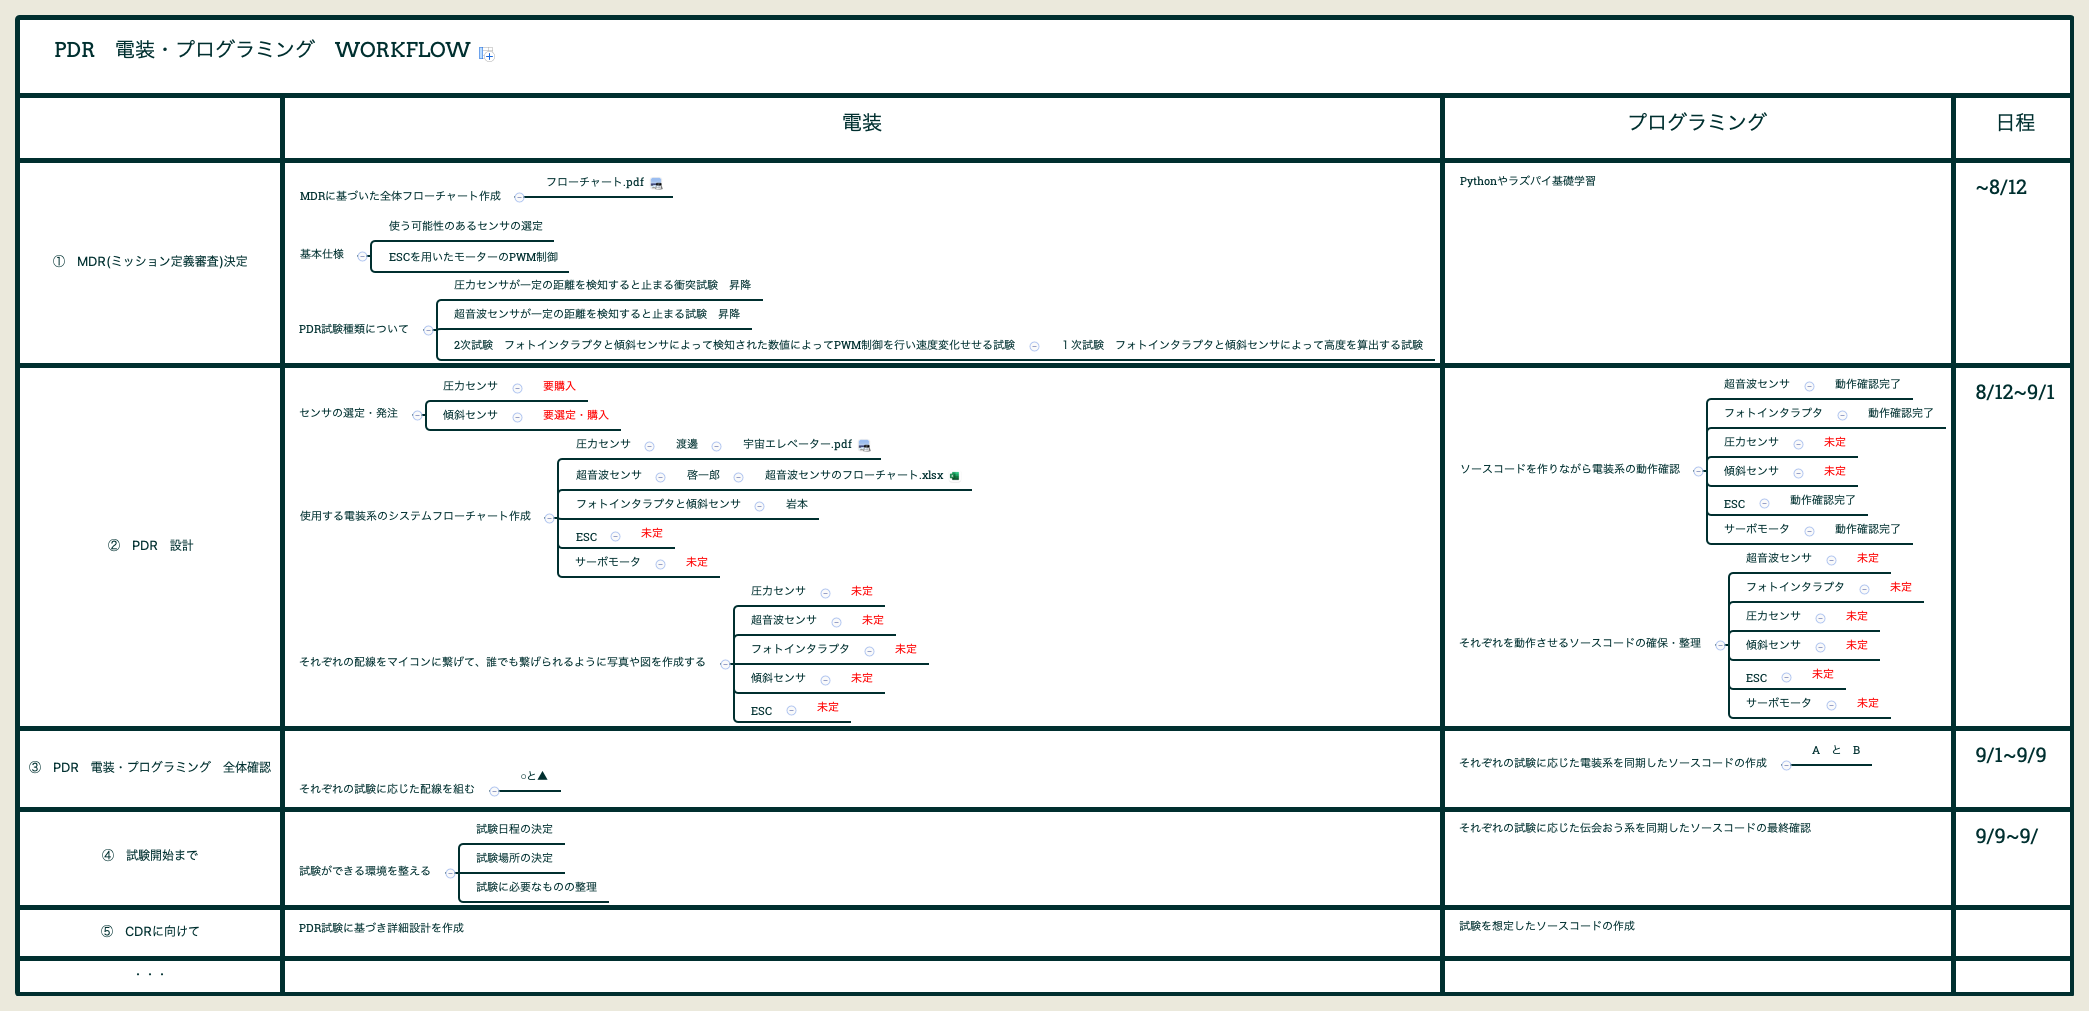 PDR　電装・プログラミング　WORKFLOW
電装
プログラミング
日程
①　MDR(ミッション定義審査)決定
MDRに基づいた全体フローチャート作成
フローチャート.pdf
基本仕様
使う可能性のあるセンサの選定
ESCを用いたモーターのPWM制御
PDR試験種類について
圧力センサが一定の距離を検知すると止まる衝突試験　昇降
超音波センサが一定の距離を検知すると止まる試験　昇降
2次試験　フォトインタラプタと傾斜センサによって検知された数値によってPWM制御を行い速度変化せせる試験
１次試験　フォトインタラプタと傾斜センサによって高度を算出する試験
Pythonやラズパイ基礎学習
~8/12
②　PDR　設計
センサの選定・発注
圧力センサ
要購入
傾斜センサ
要選定・購入
使用する電装系のシステムフローチャート作成
圧力センサ
渡邊
宇宙エレベーター.pdf
超音波センサ
啓一郎
超音波センサのフローチャート.xlsx
フォトインタラプタと傾斜センサ
岩本
ESC
未定
サーボモータ
未定
それぞれの配線をマイコンに繋げて、誰でも繋げられるように写真や図を作成する
圧力センサ
未定
超音波センサ
未定
フォトインタラプタ
未定
傾斜センサ
未定
ESC
未定
ソースコードを作りながら電装系の動作確認
超音波センサ
動作確認完了
フォトインタラプタ
動作確認完了
圧力センサ
未定
傾斜センサ
未定
ESC
動作確認完了
サーボモータ
動作確認完了
それぞれを動作させるソースコードの確保・整理
超音波センサ
未定
フォトインタラプタ
未定
圧力センサ
未定
傾斜センサ
未定
ESC
未定
サーボモータ
未定
8/12~9/1
③　PDR　電装・プログラミング　全体確認
それぞれの試験に応じた配線を組む
○と▲
それぞれの試験に応じた電装系を同期したソースコードの作成
A　と　B
9/1~9/9
④　試験開始まで
試験ができる環境を整える
試験日程の決定
試験場所の決定
試験に必要なものの整理
それぞれの試験に応じた伝会おう系を同期したソースコードの最終確認
9/9~9/
⑤　CDRに向けて
PDR試験に基づき詳細設計を作成
試験を想定したソースコードの作成
・・・